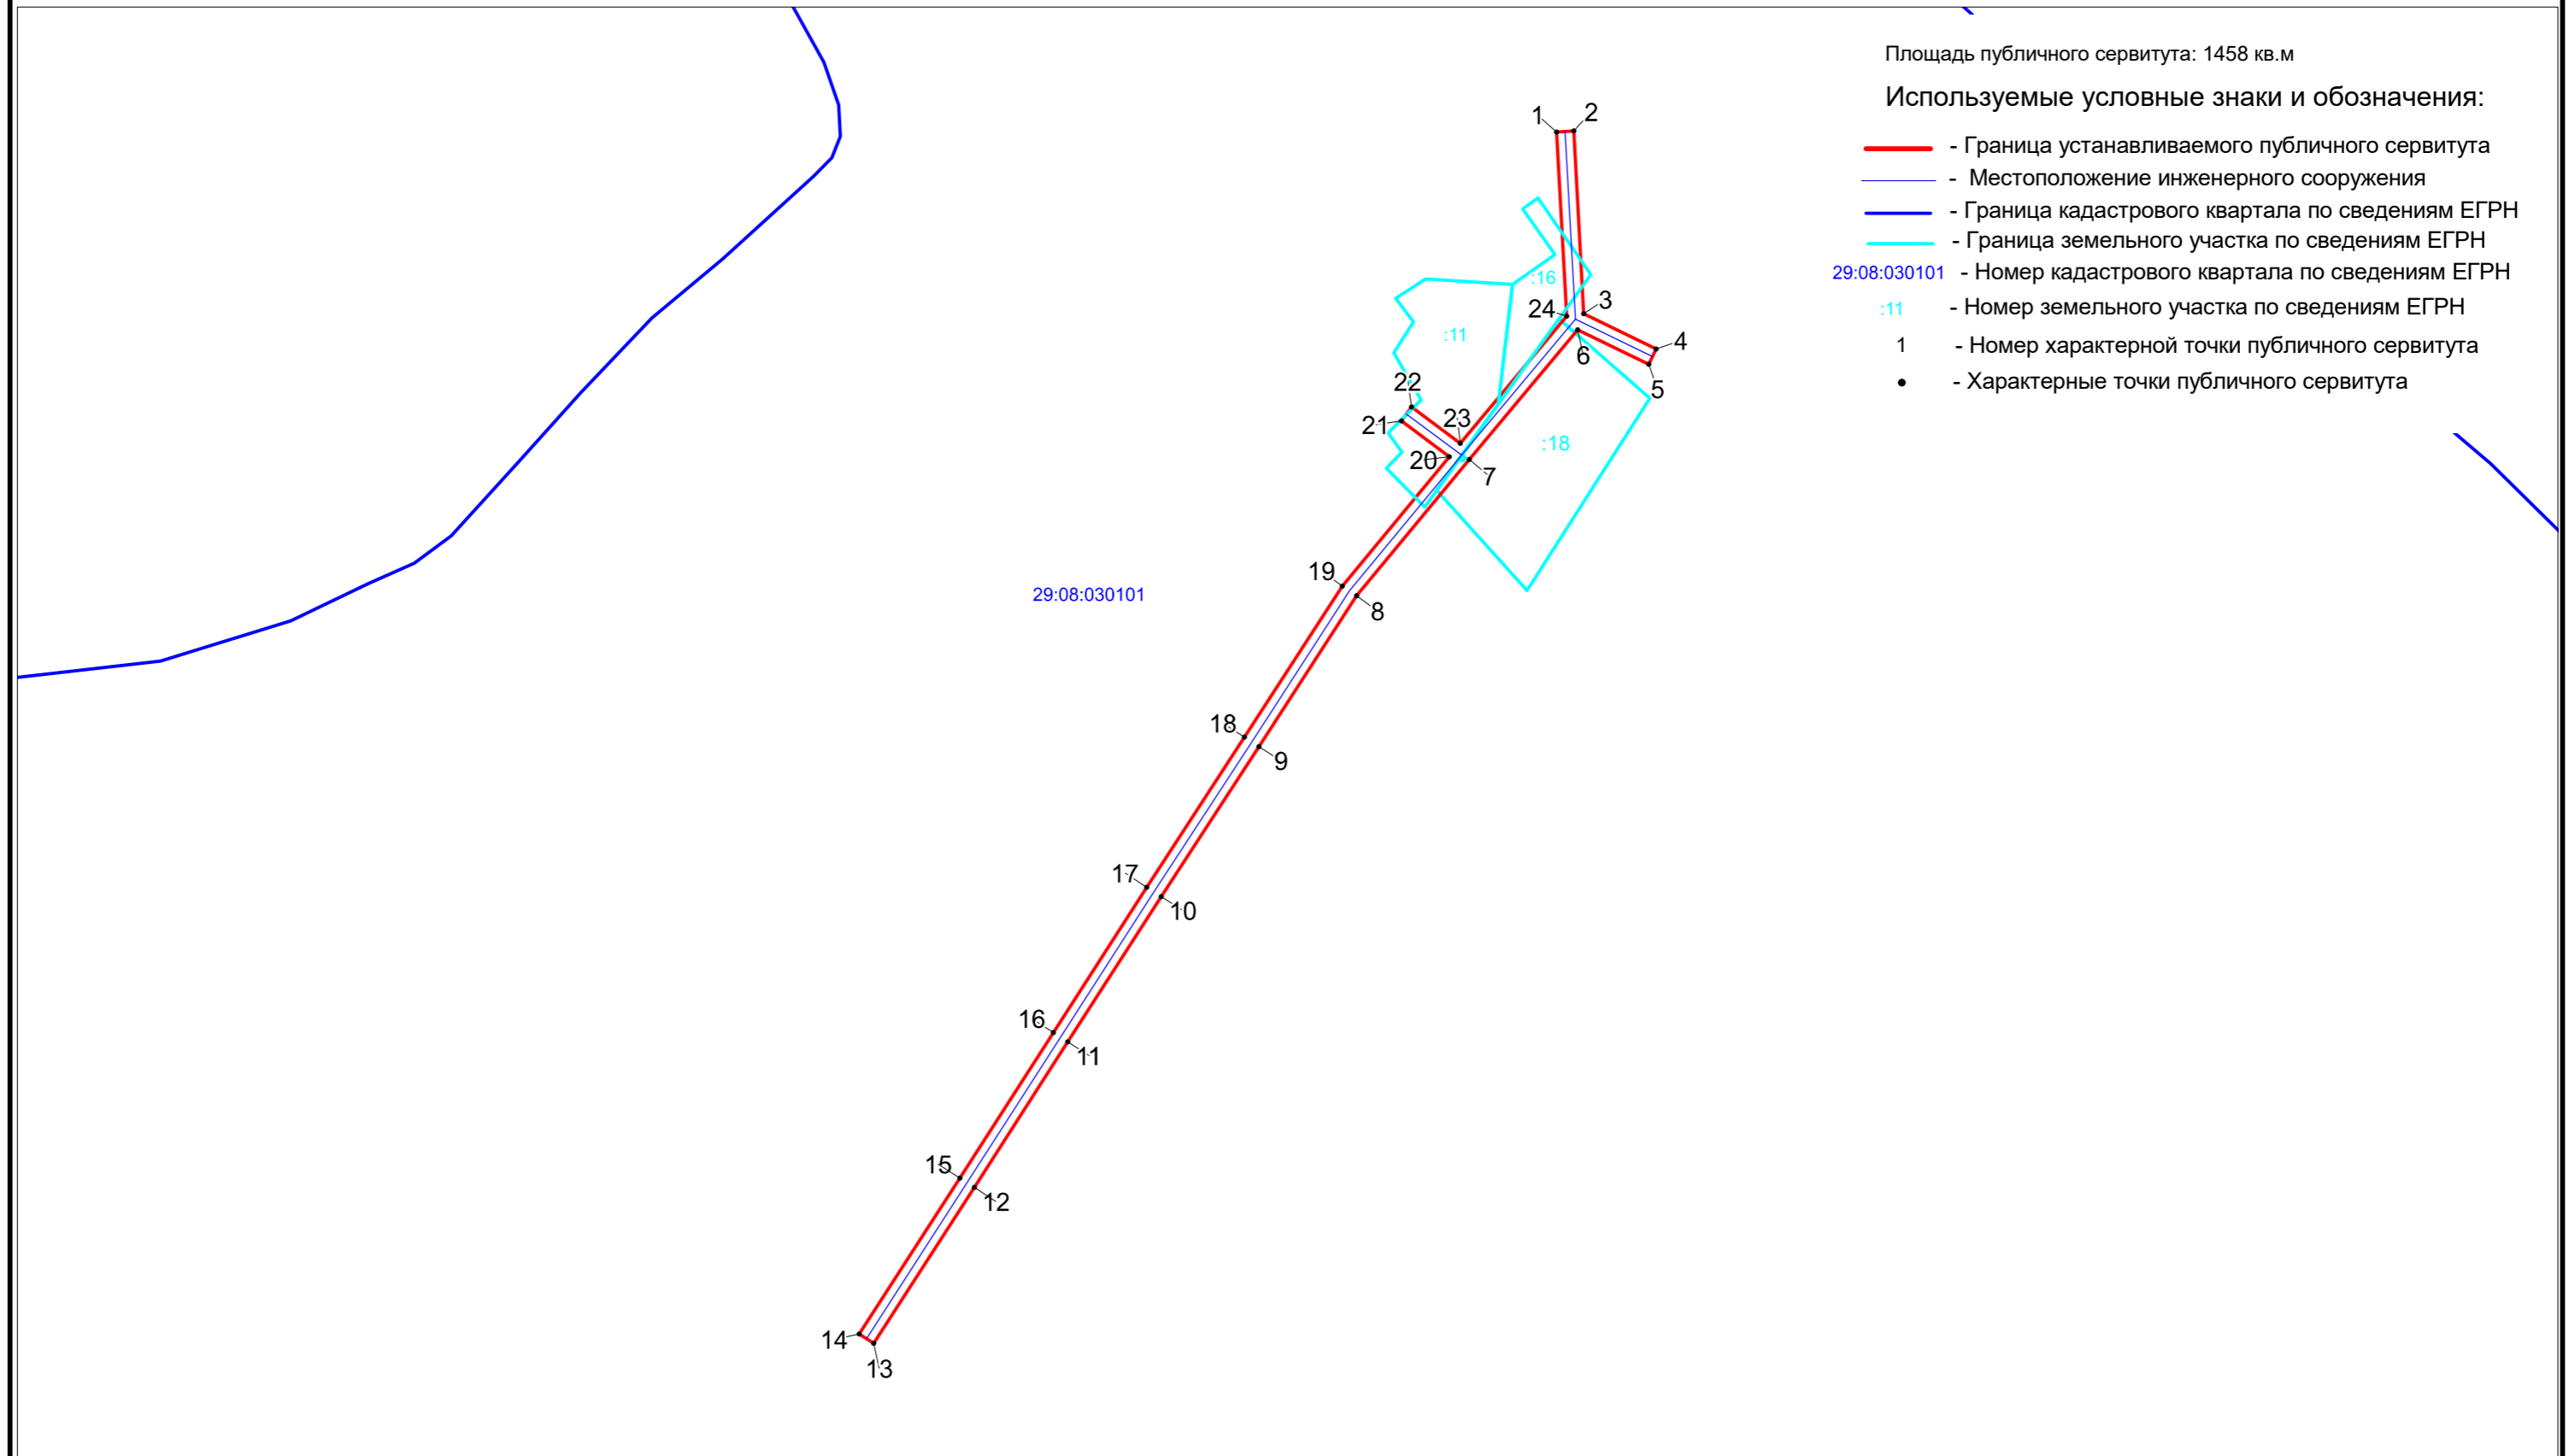 Площадь публичного сервитута: 1458 кв.м
Используемые условные знаки и обозначения:
- Граница устанавливаемого публичного сервитута
- Местоположение инженерного сооружения
- Граница кадастрового квартала по сведениям ЕГРН
- Граница земельного участка по сведениям ЕГРН
29:08:030101 - Номер кадастрового квартала по сведениям ЕГРН
:11 - Номер земельного участка по сведениям ЕГРН
1 - Номер характерной точки публичного сервитута
- Характерные точки публичного сервитута
1
2
:16
3
24
:11
4
6
22
5
23
21
:18
20
7
19
29:08:030101
8
18
9
17
10
16
11
15
12
14
13